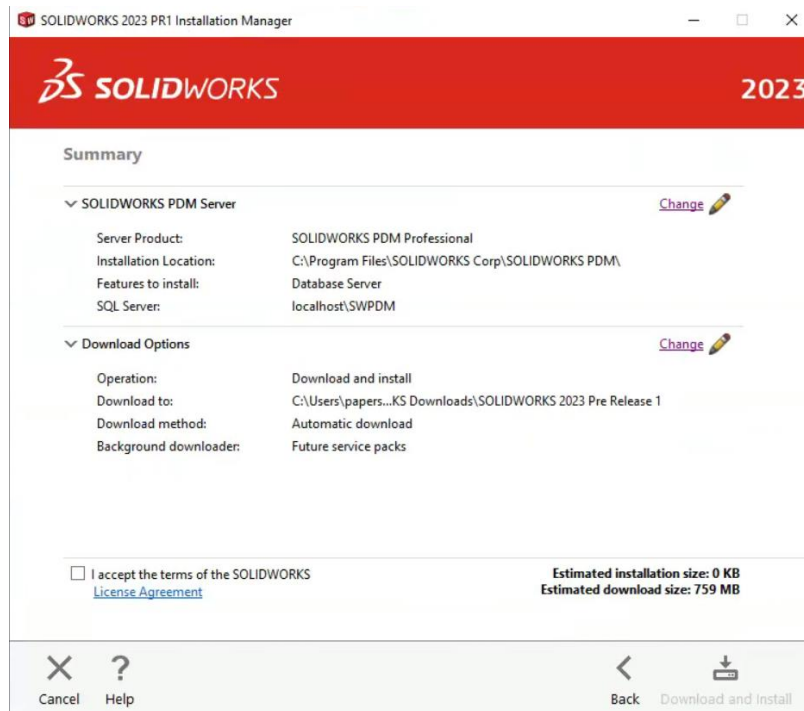 SOLIDWORKS 2023 PR1 Installation Manager
SOLIDWORKS
2023
Summary
SOLIDWORKS PDM Server
Change
Server Product: SOLIDWORKS PDM Professional
Installation Location: C:\Program Files\SOLIDWORKS Corp\SOLIDWORKS PDM\
Features to install: Database Server
SQL Server: localhost\SWPDM
Download Options
Change
Operation: Download and install
Download to: C:\Users\papers...KS Downloads\SOLIDWORKS 2023 Pre Release 1
Download method: Automatic download
Background downloader: Future service packs
I accept the terms of the SOLIDWORKS
License Agreement
Estimated installation size: 0 KB
Estimated download size: 759 MB
Cancel
Help
Back
Download and Install